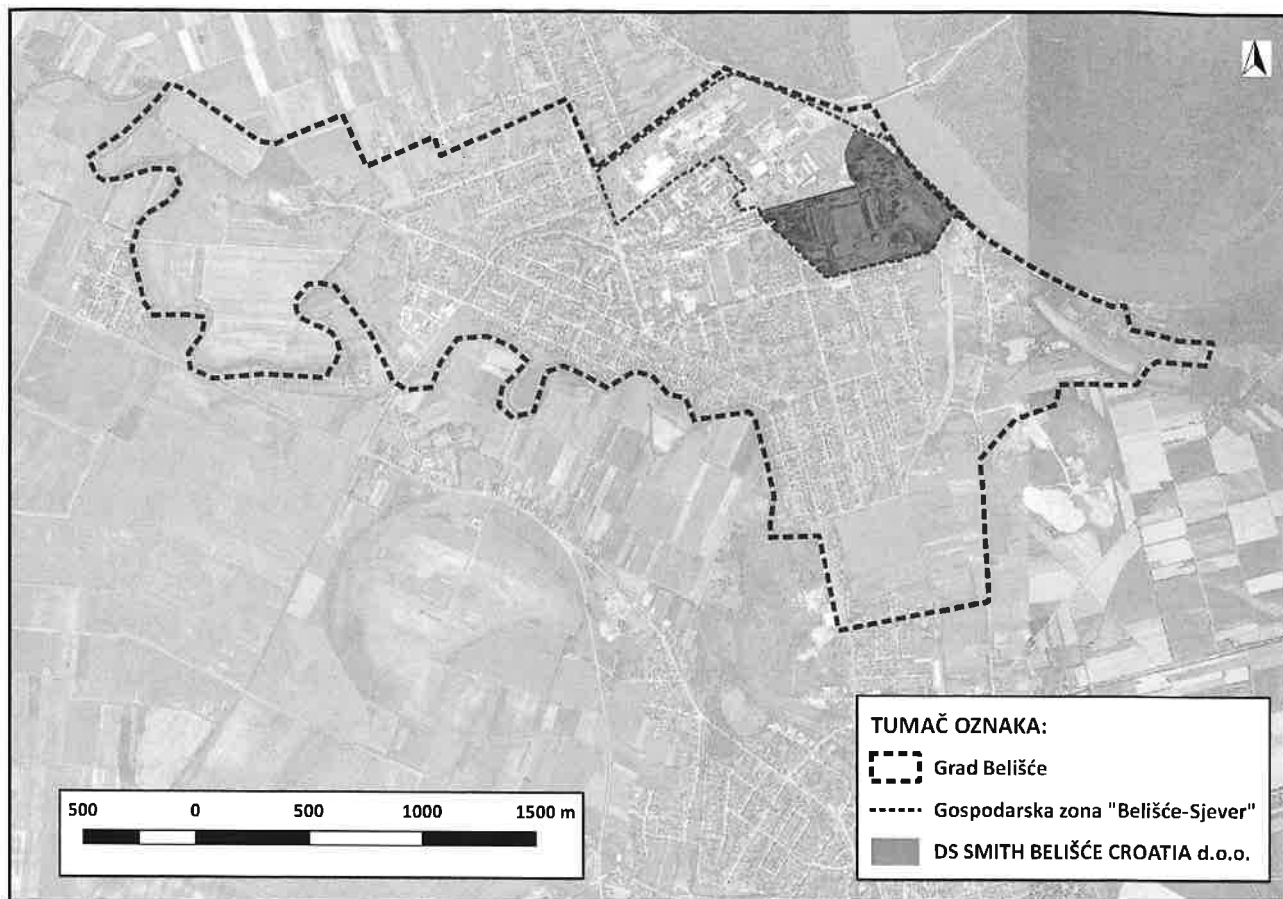 500 0 500 1000 1500 m
TUMAČ OZNAKA:
Grad Belišće
Gospodarska zona "Belišće-Sjever"
DS SMITH BELIŠĆE CROATIA d.o.o.